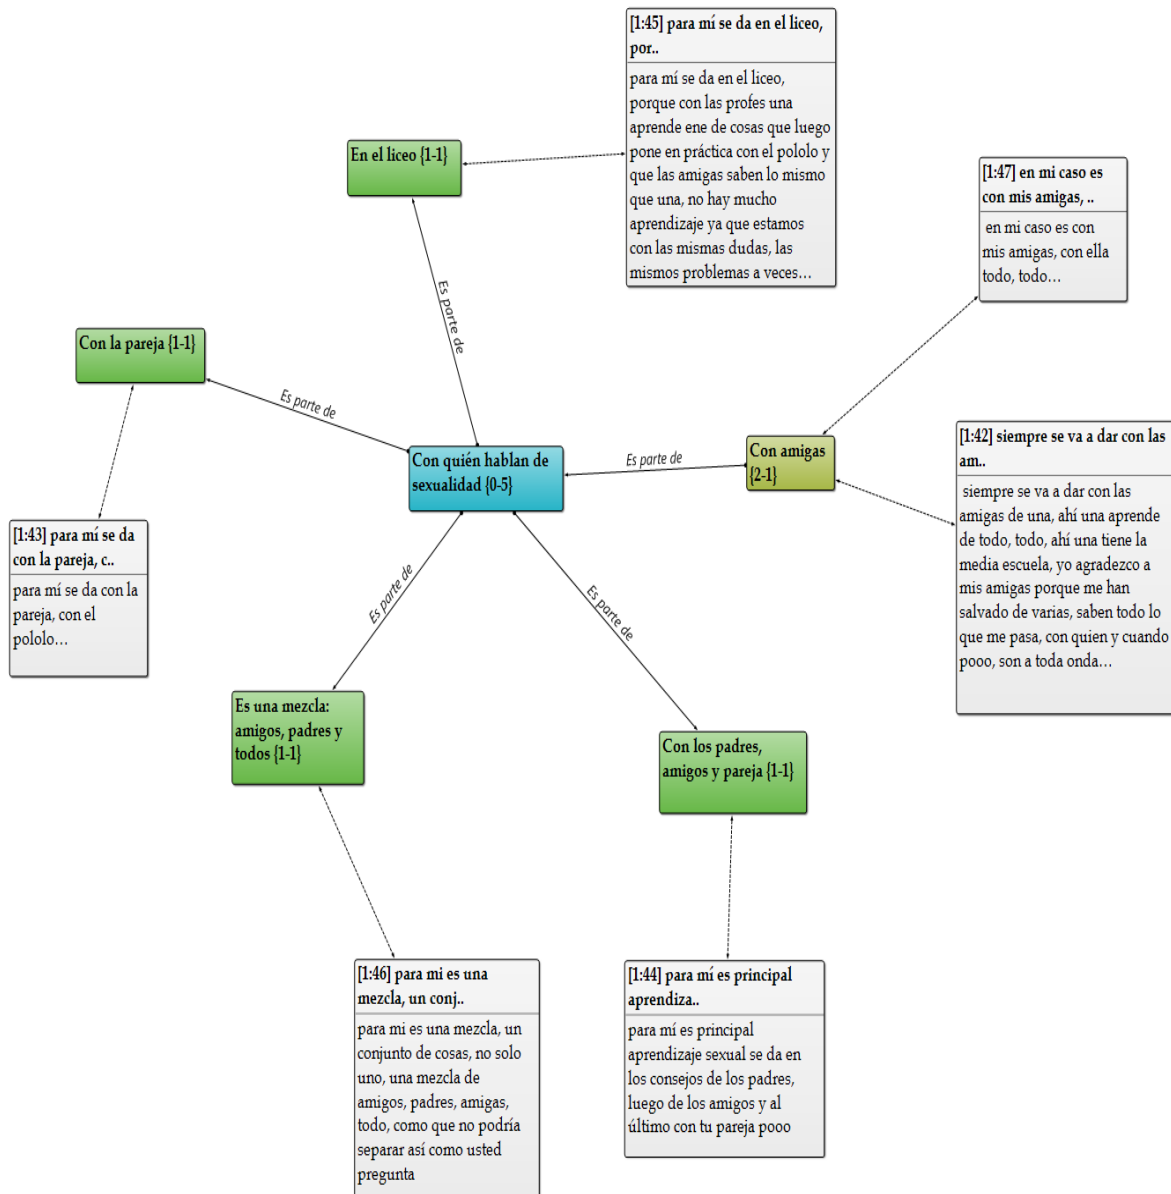 [1:45] para mí se da en el liceo,
por..
para mí se da en el liceo,
porque con las profes una
aprende ene de cosas que luego
pone en práctica con el pololo y
que las amigas saben lo mismo
que una, no hay mucho
aprendizaje ya que estamos
con las mismas dudas, las
mismos problemas a veces…
En el liceo {1-1}
[1:47] en mi caso es
con mis amigas, ..
en mi caso es con
mis amigas, con ella
todo, todo…
Es parte de
Con la pareja {1-1}
Es parte de
Con quién hablan de
sexualidad {0-5}
Es parte de
Con amigas
{2-1}
[1:42] siempre se va a dar con las
am..
siempre se va a dar con las
amigas de una, ahí una aprende
de todo, todo, ahí una tiene la
media escuela, yo agradezco a
mis amigas porque me han
salvado de varias, saben todo lo
que me pasa, con quien y cuando
pooo, son a toda onda…
[1:43] para mí se da
con la pareja, c..
para mí se da con la
pareja, con el
pololo…
Es parte de
Es parte de
Es una mezcla:
amigos, padres y
todos {1-1}
Con los padres,
amigos y pareja {1-1}
[1:46] para mi es una
mezcla, un conj..
para mi es una mezcla, un
conjunto de cosas, no solo
uno, una mezcla de
amigos, padres, amigas,
todo, como que no podría
separar así como usted
pregunta
[1:44] para mí es principal
aprendiza..
para mí es principal
aprendizaje sexual se da en
los consejos de los padres,
luego de los amigos y al
último con tu pareja pooo